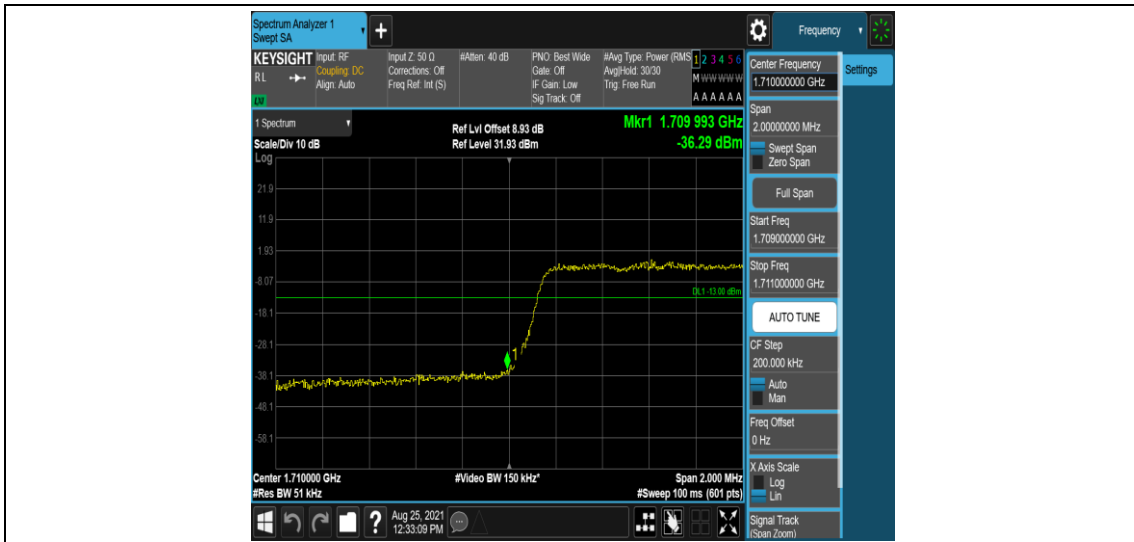 Spectrum Analyzer 1
Swept SA
+
Frequency
KEYSIGHT
RL
LXI
Input: RF
Coupling: DC
Align: Auto
Input Z: 50 Ω
Corrections: Off
Freq Ref: Int (S)
#Atten: 40 dB
PNO: Best Wide
Gate: Off
IF Gain: Low
Sig Track: Off
#Avg Type: Power (RMS
Avg|Hold: 30/30
Trig: Free Run
1 2 3 4 5 6
M W W W W W
A A A A A A
1 Spectrum
Scale/Div 10 dB
Ref Lvl Offset 8.93 dB
Ref Level 31.93 dBm
Mkr1 1.709 993 GHz
-36.29 dBm
Log
21.9
11.9
1.93
-8.07
DL1 -13.00 dBm
-18.1
-28.1
1
-38.1
-48.1
-58.1
Center 1.710000 GHz
#Res BW 51 kHz
#Video BW 150 kHz*
Span 2.000 MHz
#Sweep 100 ms (601 pts)
?
Aug 25, 2021
12:33:09 PM
Center Frequency
1.710000000 GHz
Settings
Span
2.00000000 MHz
Swept Span
Zero Span
Full Span
Start Freq
1.709000000 GHz
Stop Freq
1.711000000 GHz
AUTO TUNE
CF Step
200.000 kHz
Auto
Man
Freq Offset
0 Hz
X Axis Scale
Log
Lin
Signal Track
(Span Zoom)